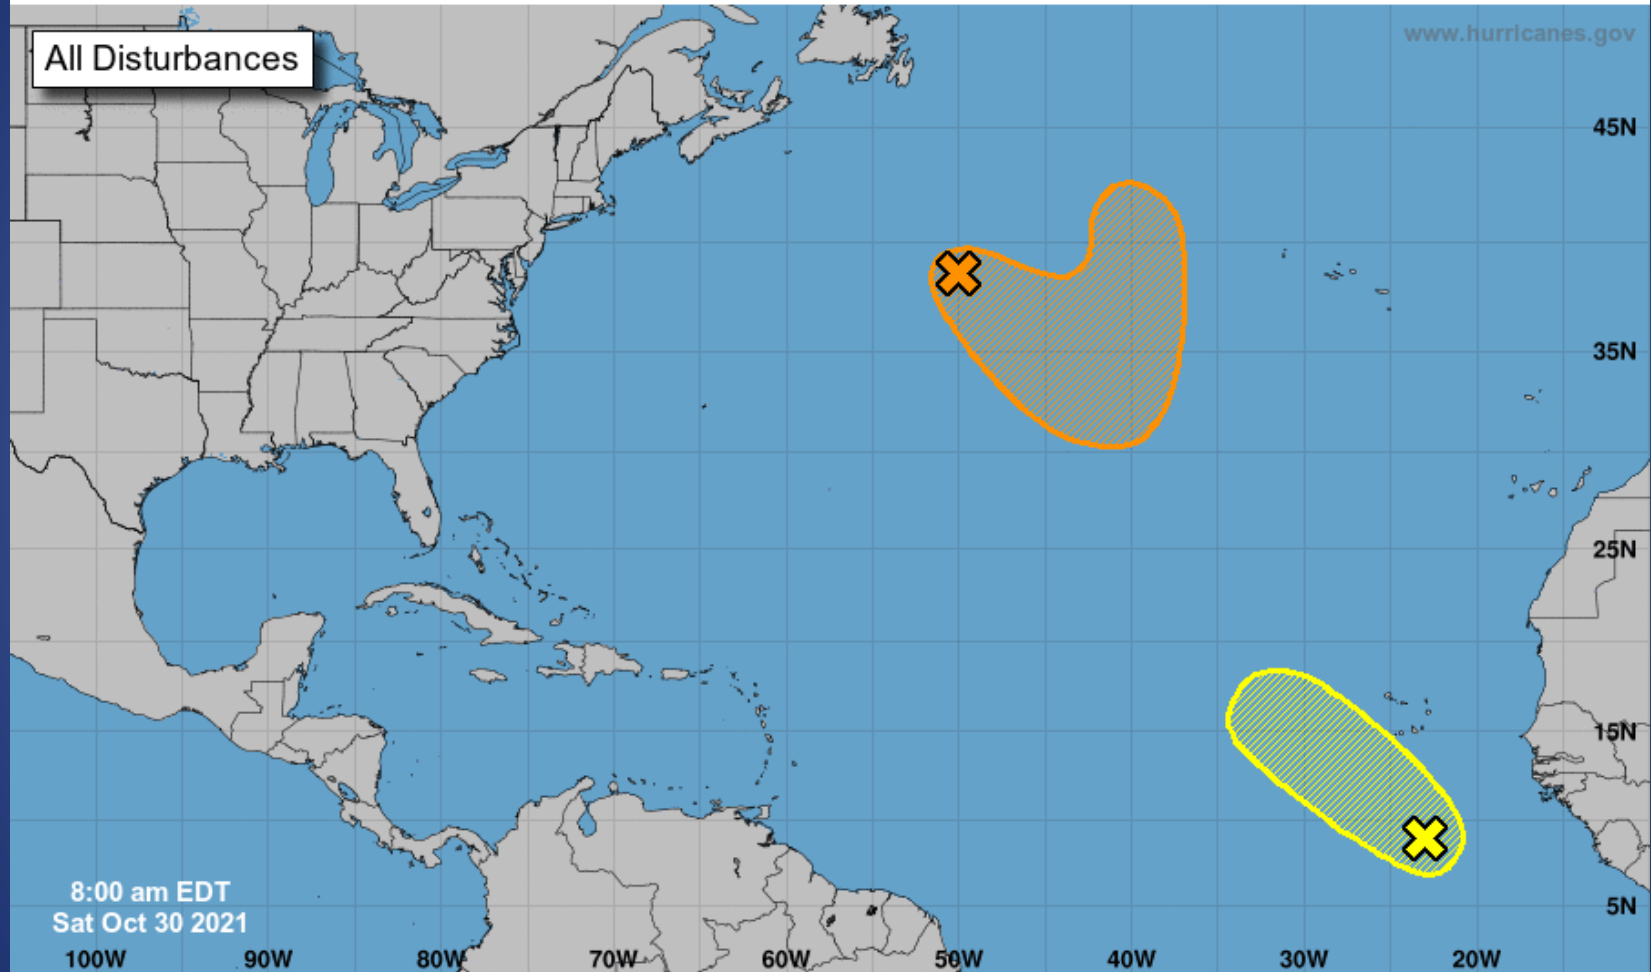 All Disturbances
www.hurricanes.gov
45N
35N
25N
15N
5N
8:00 am EDT
Sat Oct 30 2021
100W 90W 80W 70W 60W 50W 40W 30W 20W